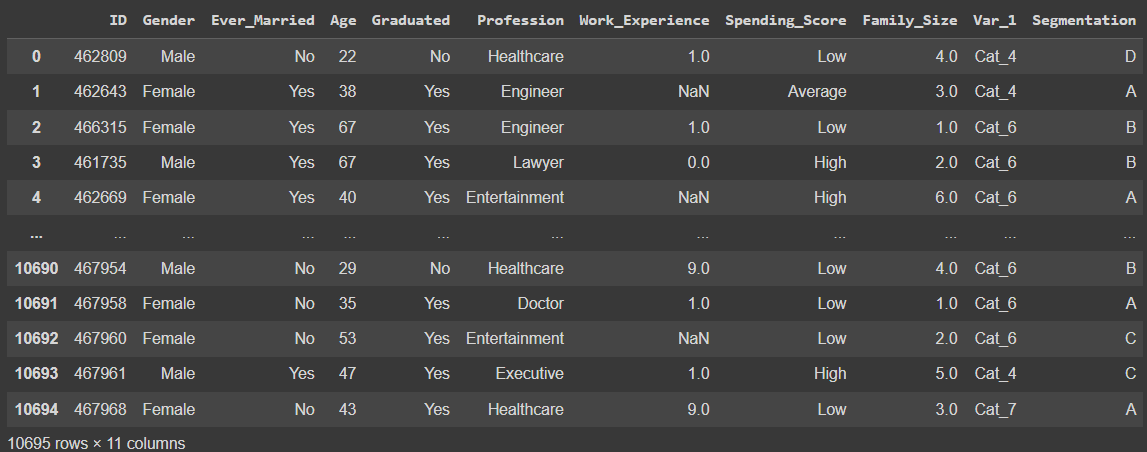 ID Gender Ever_Married Age Graduated Profession Work_Experience Spending_Score Family_Size Var_1 Segmentation
0 462809 Male No 22 No Healthcare 1.0 Low 4.0 Cat_4 D
1 462643 Female Yes 38 Yes Engineer NaN Average 3.0 Cat_4 A
2 466315 Female Yes 67 Yes Engineer 1.0 Low 1.0 Cat_6 B
3 461735 Male Yes 67 Yes Lawyer 0.0 High 2.0 Cat_6 B
4 462669 Female Yes 40 Yes Entertainment NaN High 6.0 Cat_6 A
... ... ... ... ... ... ... ... ... ... ... ...
10690 467954 Male No 29 No Healthcare 9.0 Low 4.0 Cat_6 B
10691 467958 Female No 35 Yes Doctor 1.0 Low 1.0 Cat_6 A
10692 467960 Female No 53 Yes Entertainment NaN Low 2.0 Cat_6 C
10693 467961 Male Yes 47 Yes Executive 1.0 High 5.0 Cat_4 C
10694 467968 Female No 43 Yes Healthcare 9.0 Low 3.0 Cat_7 A
10695 rows × 11 columns